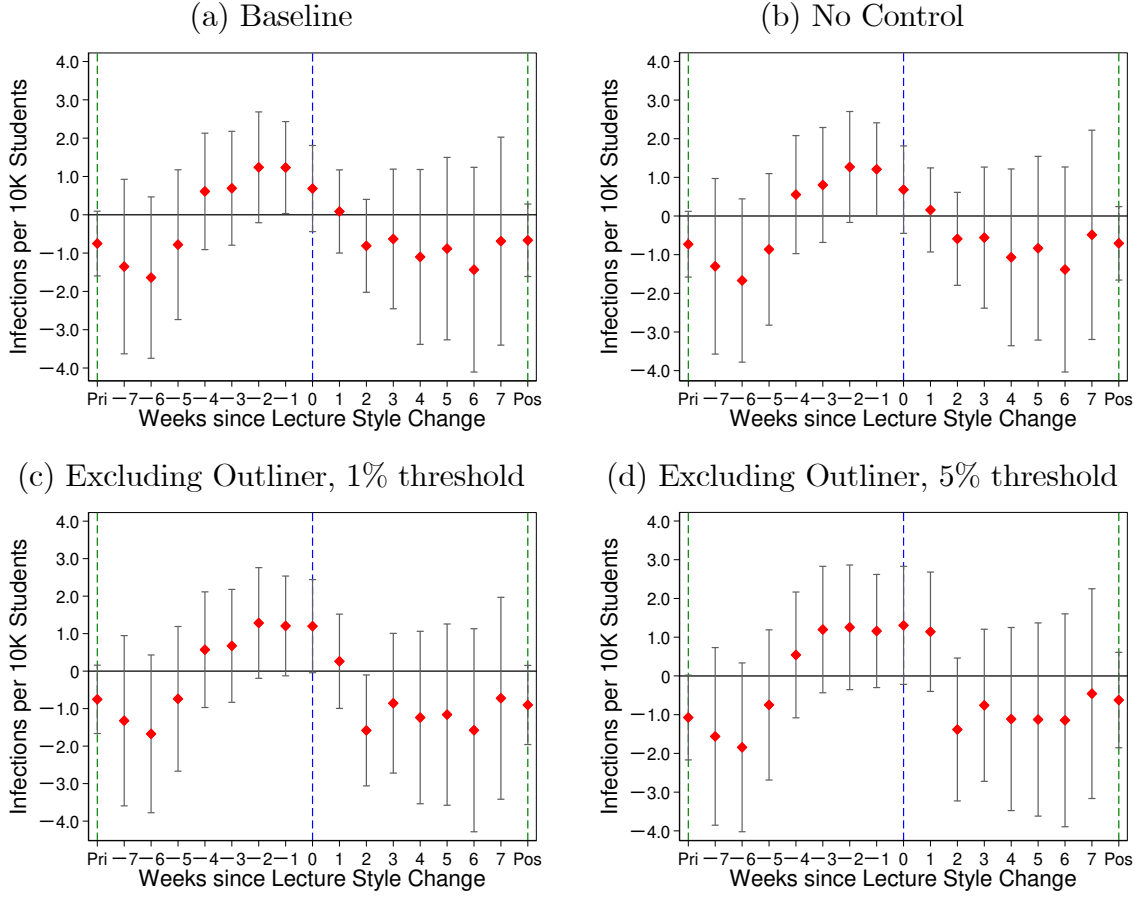 (a) Baseline
Infections per 10K Students
4.0
3.0
2.0
1.0
0
−1.0
−2.0
−3.0
−4.0
Pri −7 −6 −5 −4 −3 −2 −1 0 1 2 3 4 5 6 7 Pos
Weeks since Lecture Style Change
(b) No Control
Infections per 10K Students
4.0
3.0
2.0
1.0
0
−1.0
−2.0
−3.0
−4.0
Pri −7 −6 −5 −4 −3 −2 −1 0 1 2 3 4 5 6 7 Pos
Weeks since Lecture Style Change
(c) Excluding Outliner, 1% threshold
Infections per 10K Students
4.0
3.0
2.0
1.0
0
−1.0
−2.0
−3.0
−4.0
Pri −7 −6 −5 −4 −3 −2 −1 0 1 2 3 4 5 6 7 Pos
Weeks since Lecture Style Change
(d) Excluding Outliner, 5% threshold
Infections per 10K Students
4.0
3.0
2.0
1.0
0
−1.0
−2.0
−3.0
−4.0
Pri −7 −6 −5 −4 −3 −2 −1 0 1 2 3 4 5 6 7 Pos
Weeks since Lecture Style Change